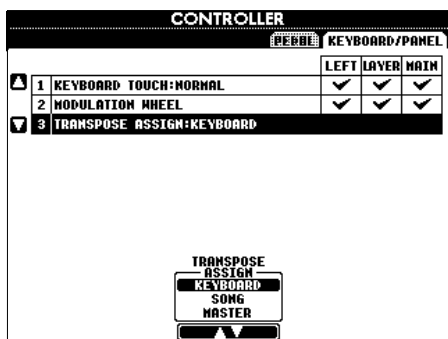 CONTROLLER
PEDAL KEYBOARD/PANEL
LEFT LAYER MAIN
1 KEYBOARD TOUCH:NORMAL
2 MODULATION WHEEL
3 TRANSPOSE ASSIGN:KEYBOARD
TRANSPOSE
ASSIGN
KEYBOARD
SONG
MASTER